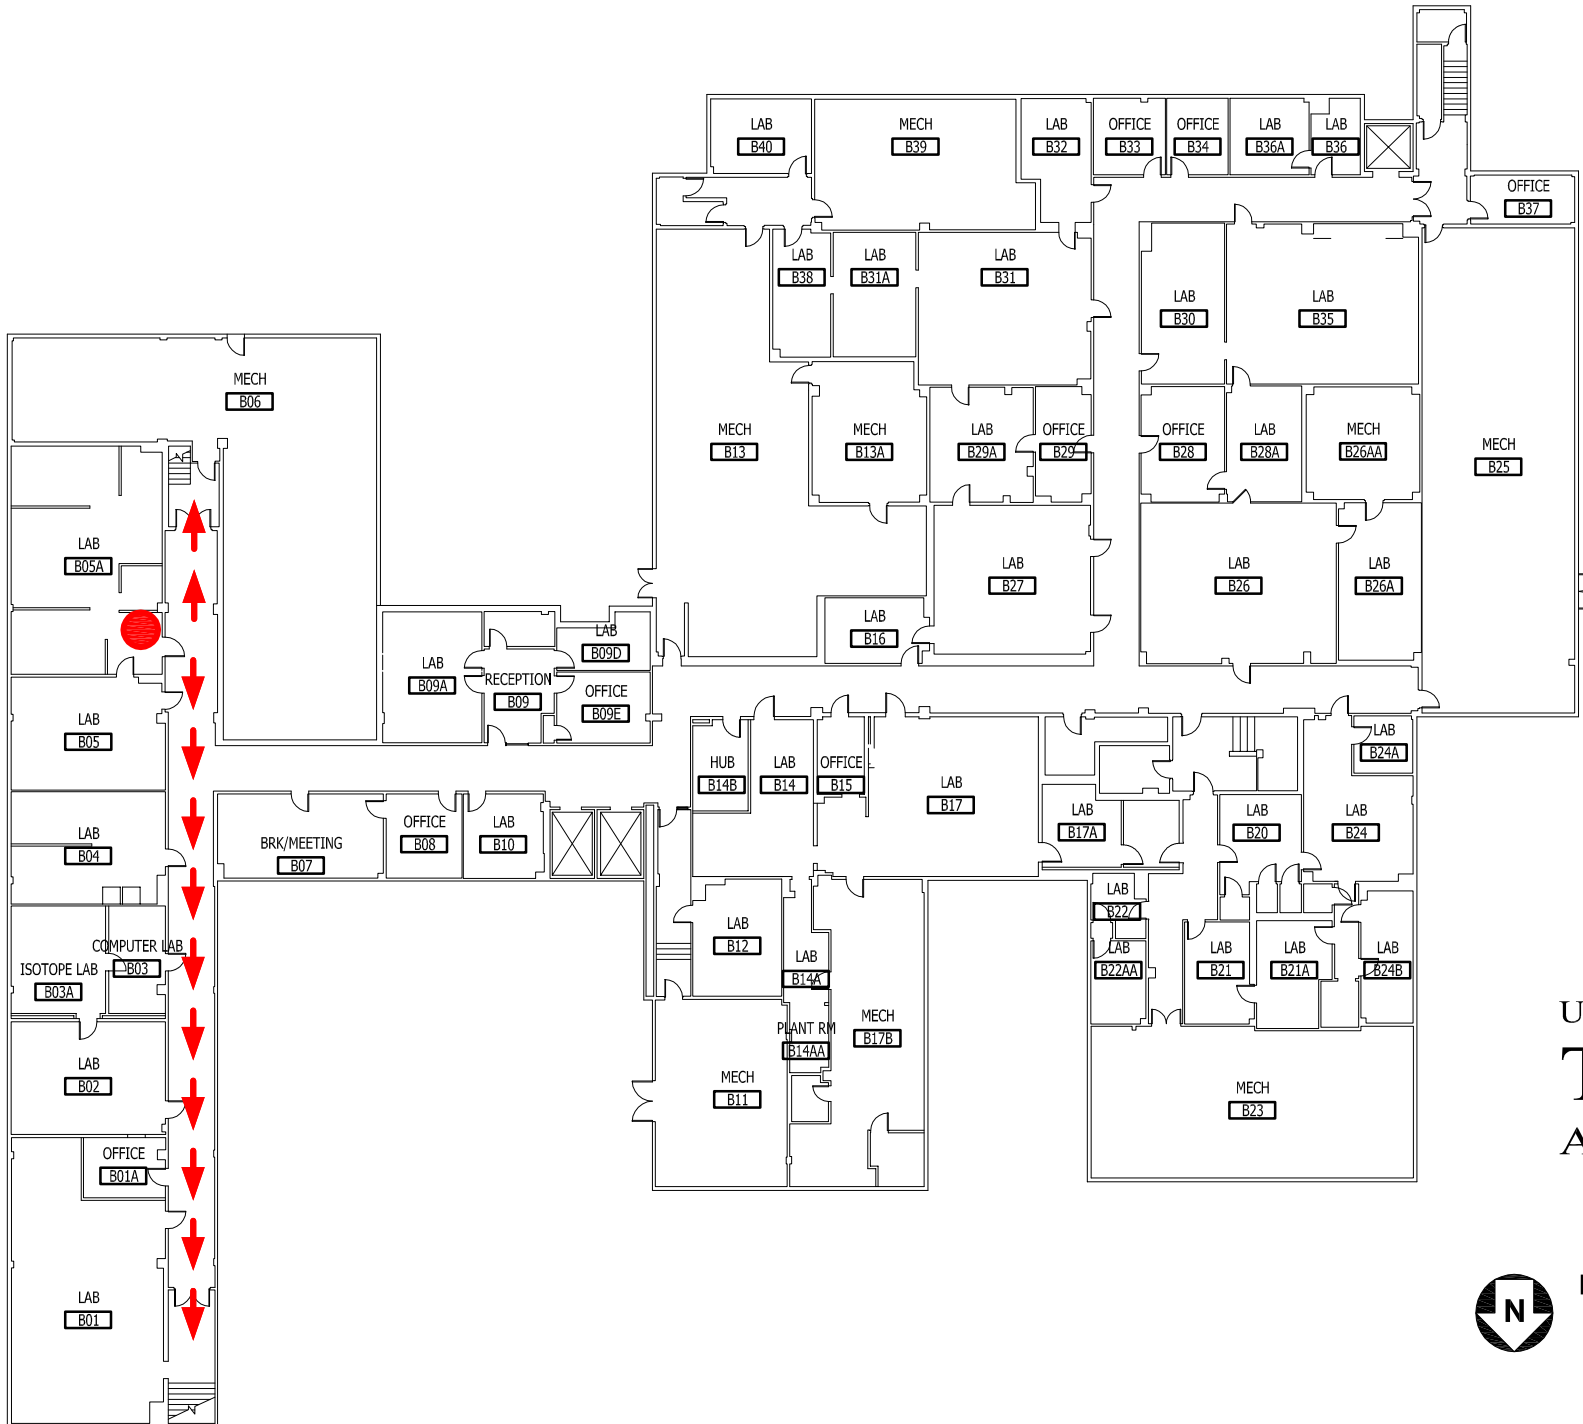 LAB
B40
MECH
B39
LAB
B32
OFFICE
B33
OFFICE
B34
LAB
B36A
LAB
B36
OFFICE
B37
LAB
B38
LAB
B31A
LAB
B31
LAB
B30
LAB
B35
MECH
B06
MECH
B13
MECH
B13A
LAB
B29A
OFFICE
B29
OFFICE
B28
LAB
B28A
MECH
B26AA
MECH
B25
LAB
B05A
LAB
B27
LAB
B26
LAB
B26A
LAB
B16
LAB
B09D
LAB
B09A
RECEPTION
B09
OFFICE
B09E
LAB
B05
HUB
B14B
LAB
B14
OFFICE
B15
LAB
B17
LAB
B24A
LAB
B17A
LAB
B20
LAB
B24
LAB
B04
BRK/MEETING
B07
OFFICE
B08
LAB
B10
LAB
B22
COMPUTER LAB
B03
ISOTOPE LAB
B03A
LAB
B12
LAB
B14A
LAB
B22AA
LAB
B21
LAB
B21A
LAB
B24B
LAB
B02
PLANT RM
B14AA
MECH
B17B
MECH
B11
MECH
B23
OFFICE
B01A
LAB
B01
U
T
A
N